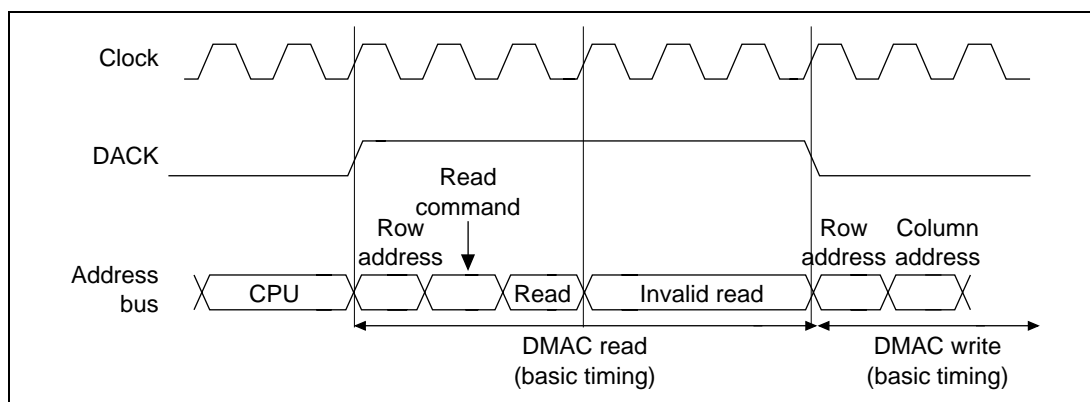 Clock
DACK
Read
command
Row
address
Row
address
Column
address
Address
bus
CPU
Read
Invalid read
DMAC read
(basic timing)
DMAC write
(basic timing)